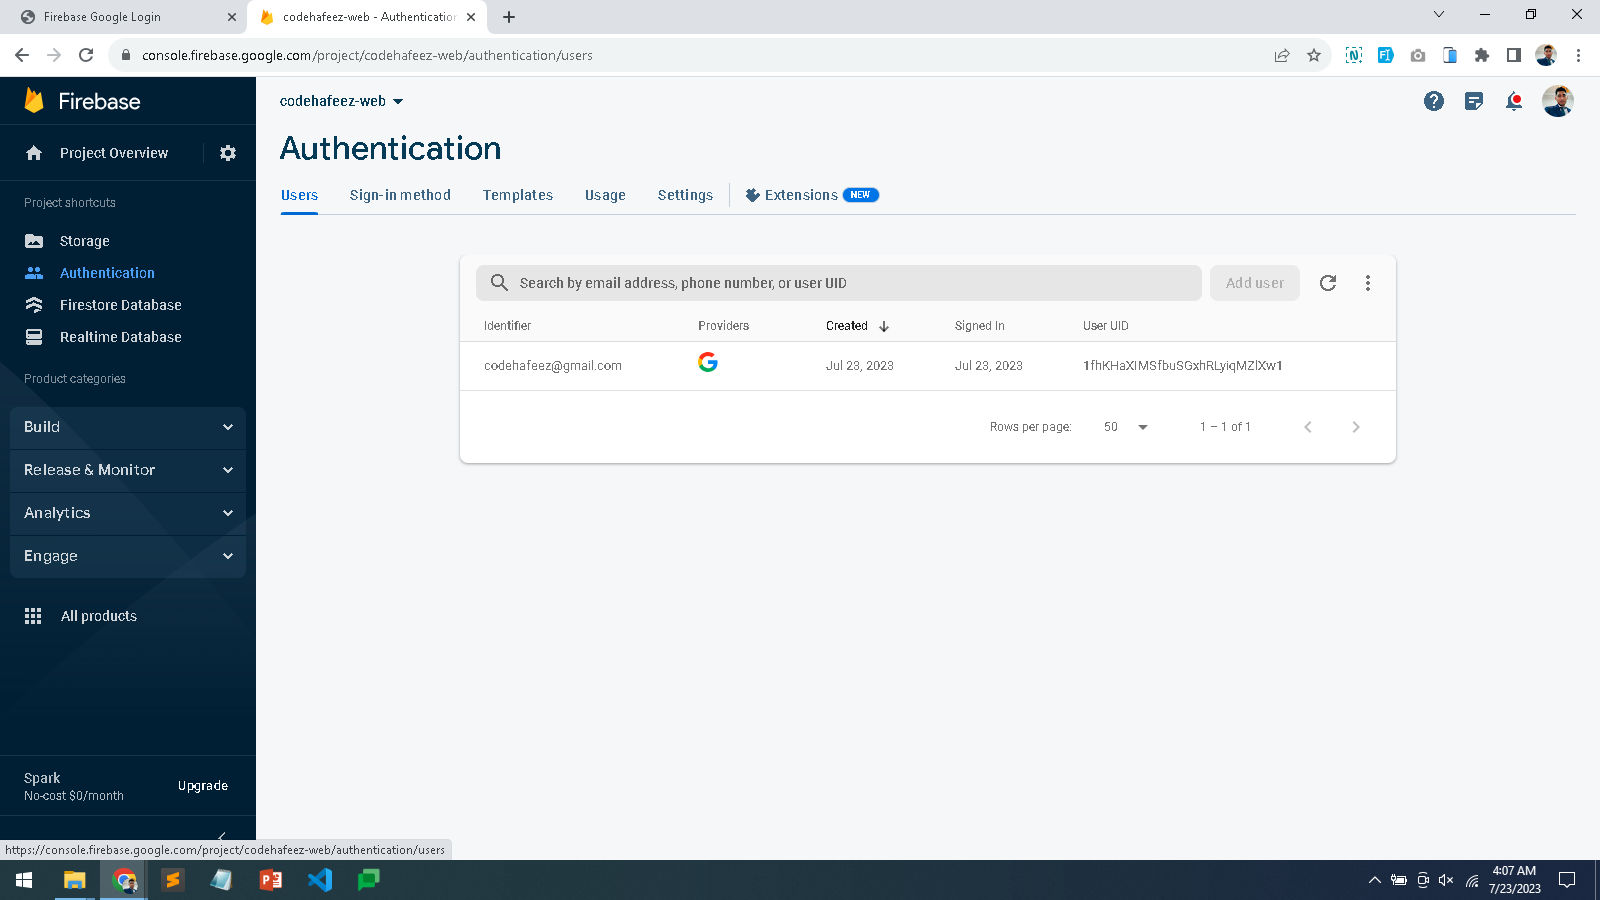 Firebase Google Login
codehafeez-web - Authentication
console.firebase.google.com/project/codehafeez-web/authentication/users
Firebase
codehafeez-web
Project Overview
Authentication
Users Sign-in method Templates Usage Settings Extensions NEW
Project shortcuts
Storage
Authentication
Firestore Database
Realtime Database
Product categories
Build
Release & Monitor
Analytics
Engage
All products
Search by email address, phone number, or user UID
Add user
Identifier Providers Created Signed In User UID
codehafeez@gmail.com Jul 23, 2023 Jul 23, 2023 1fhKHaXIMSfbuSGxhRLyiqMZlXw1
Rows per page: 50 1 – 1 of 1
Spark
No-cost $0/month
Upgrade
https://console.firebase.google.com/project/codehafeez-web/authentication/users
4:07 AM
7/23/2023